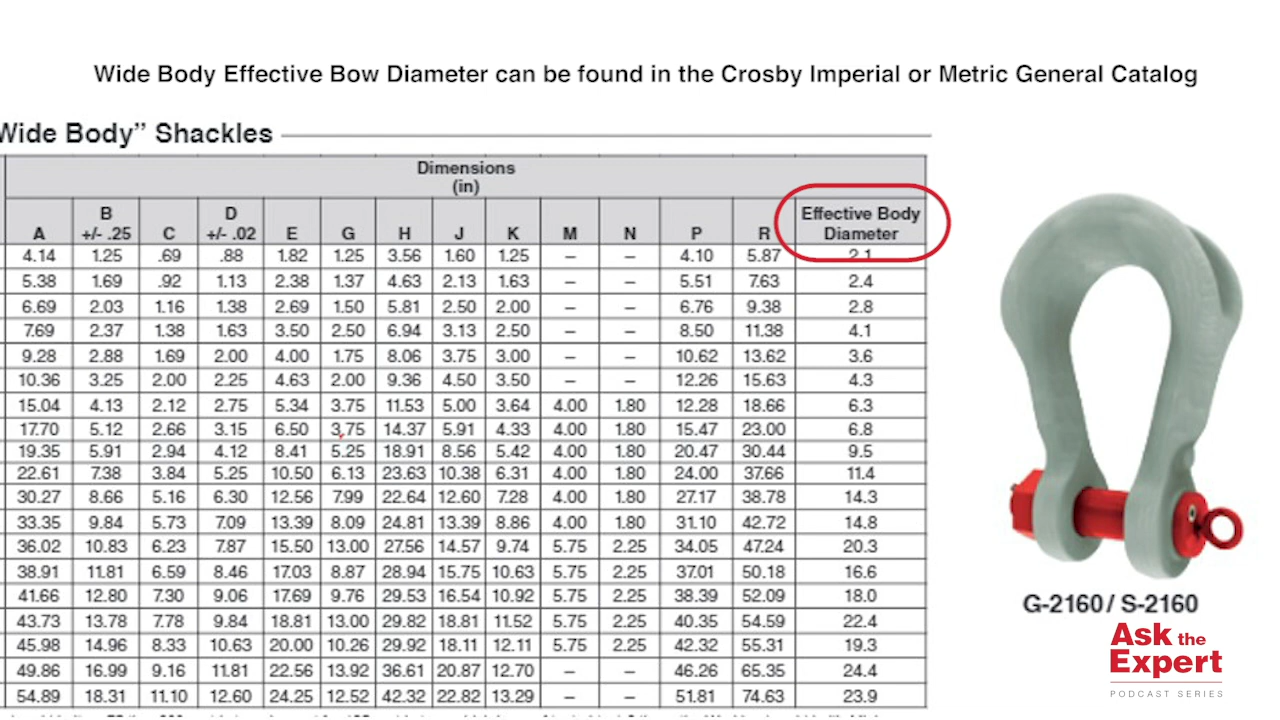 Wide Body Effective Bow Diameter can be found in the Crosby Imperial or Metric General Catalog
Wide Body” Shackles
Dimensions
(in)
A B +/- .25 C D +/- .02 E G H J K M N P R Effective Body Diameter
4.14 1.25 .69 .88 1.82 1.25 3.56 1.60 1.25 – – 4.10 5.87 2.1
5.38 1.69 .92 1.13 2.38 1.37 4.63 2.13 1.63 – – 5.51 7.63 2.4
6.69 2.03 1.16 1.38 2.69 1.50 5.81 2.50 2.00 – – 6.76 9.38 2.8
7.69 2.37 1.38 1.63 3.50 2.50 6.94 3.13 2.50 – – 8.50 11.38 4.1
9.28 2.88 1.69 2.00 4.00 1.75 8.06 3.75 3.00 – – 10.62 13.62 3.6
10.36 3.25 2.00 2.25 4.63 2.00 9.36 4.50 3.50 – – 12.26 15.63 4.3
15.04 4.13 2.12 2.75 5.34 3.75 11.53 5.00 3.64 4.00 1.80 12.28 18.66 6.3
17.70 5.12 2.66 3.15 6.50 3.75 14.37 5.91 4.33 4.00 1.80 15.47 23.00 6.8
19.35 5.91 2.94 4.12 8.41 5.25 18.91 8.56 5.42 4.00 1.80 20.47 30.44 9.5
22.61 7.38 3.84 5.25 10.50 6.13 23.63 10.38 6.31 4.00 1.80 24.00 37.66 11.4
30.27 8.66 5.16 6.30 12.56 7.99 22.64 12.60 7.28 4.00 1.80 27.17 38.78 14.3
33.35 9.84 5.73 7.09 13.39 8.09 24.81 13.39 8.86 4.00 1.80 31.10 42.72 14.8
36.02 10.83 6.23 7.87 15.50 13.00 27.56 14.57 9.74 5.75 2.25 34.05 47.24 20.3
38.91 11.81 6.59 8.46 17.03 8.87 28.94 15.75 10.63 5.75 2.25 37.01 50.18 16.6
41.66 12.80 7.30 9.06 17.69 9.76 29.53 16.54 10.92 5.75 2.25 38.39 52.09 18.0
43.73 13.78 7.78 9.84 18.81 13.00 29.82 18.81 11.52 5.75 2.25 40.35 54.59 22.4
45.98 14.96 8.33 10.63 20.00 10.26 29.92 18.11 12.11 5.75 2.25 42.32 55.31 19.3
49.86 16.99 9.16 11.81 22.56 13.92 36.61 20.87 12.70 – – 46.26 65.35 24.4
54.89 18.31 11.10 12.60 24.25 12.52 42.32 22.82 13.29 – – 51.81 74.63 23.9
G-2160 / S-2160
Ask the
Expert
PODCAST SERIES